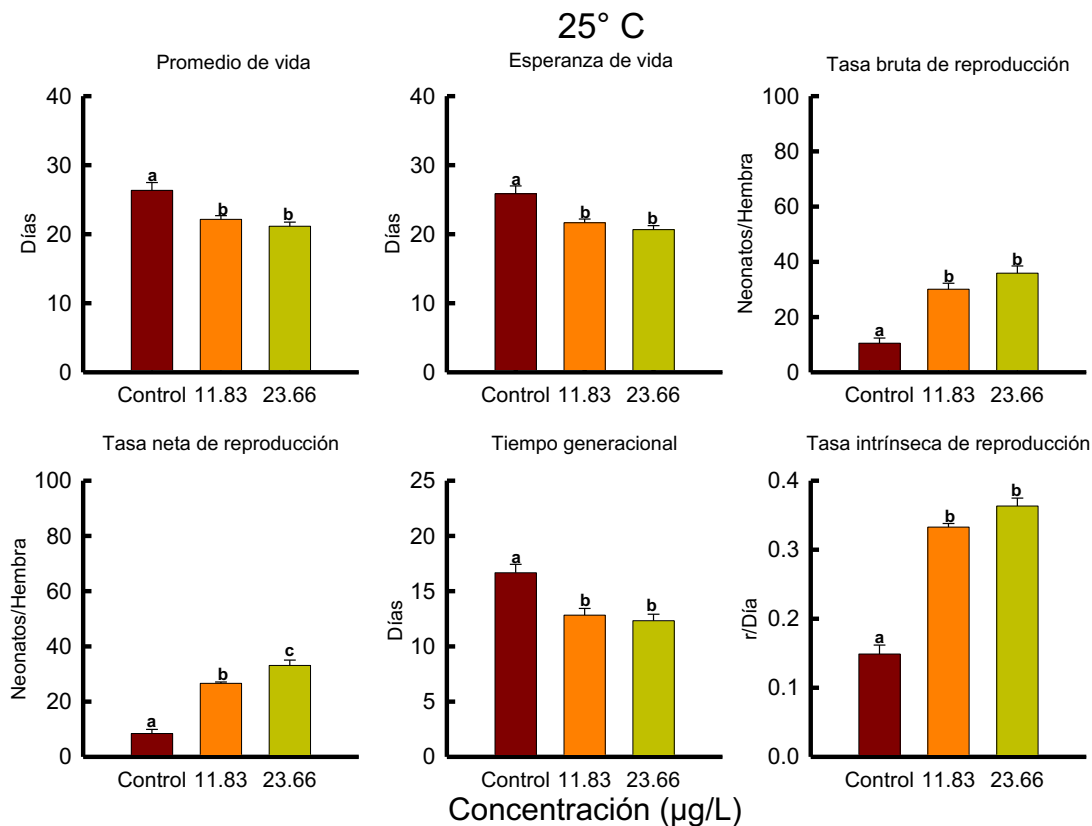 25° C
Promedio de vida
Días
40
30
20
10
0
a
b
b
Control 11.83 23.66
Esperanza de vida
Días
40
30
20
10
0
a
b
b
Control 11.83 23.66
Tasa bruta de reproducción
Neonatos/Hembra
100
80
60
40
20
0
a
b
b
Control 11.83 23.66
Tasa neta de reproducción
Neonatos/Hembra
100
80
60
40
20
0
a
b
c
Control 11.83 23.66
Tiempo generacional
Días
25
20
15
10
5
0
a
b
b
Control 11.83 23.66
Tasa intrínseca de reproducción
r/Día
0.4
0.3
0.2
0.1
0.0
a
b
b
Control 11.83 23.66
Concentración (µg/L)